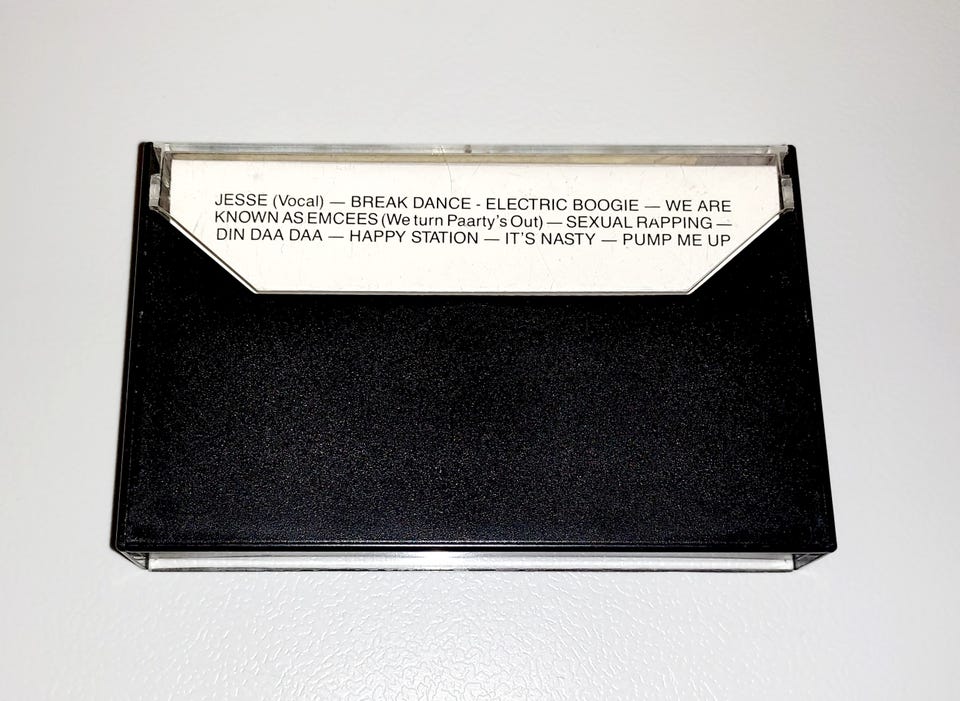 JESSE (Vocal) — BREAK DANCE - ELECTRIC BOOGIE — WE ARE
KNOWN AS EMCEES (We turn Paarty's Out) — SEXUAL RAPPING —
DIN DAA DAA — HAPPY STATION — IT'S NASTY — PUMP ME UP